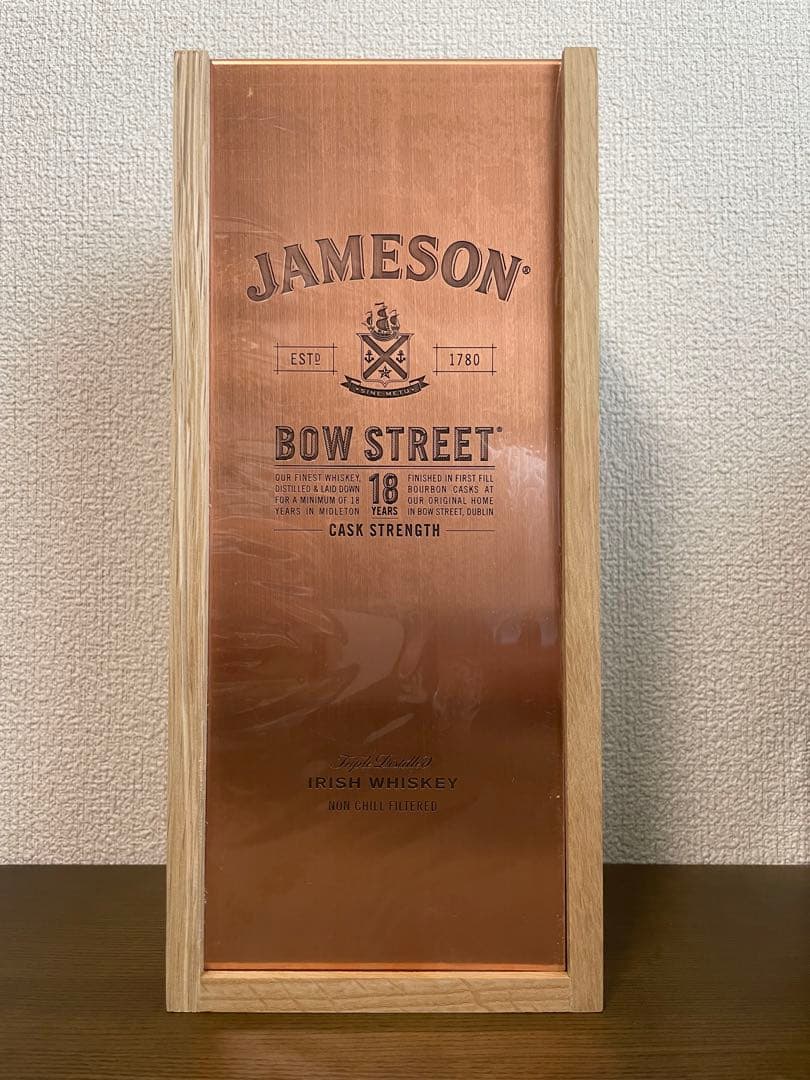 JAMESON®
ESTD 1780
SINE METU
BOW STREET
OUR FINEST WHISKEY,
DISTILLED & LAID DOWN
FOR A MINIMUM OF 18
YEARS IN MIDLETON
18
YEARS
FINISHED IN FIRST FILL
BOURBON CASKS AT
OUR ORIGINAL HOME
IN BOW STREET, DUBLIN
CASK STRENGTH
Triple Distilled
IRISH WHISKEY
NON CHILL FILTERED